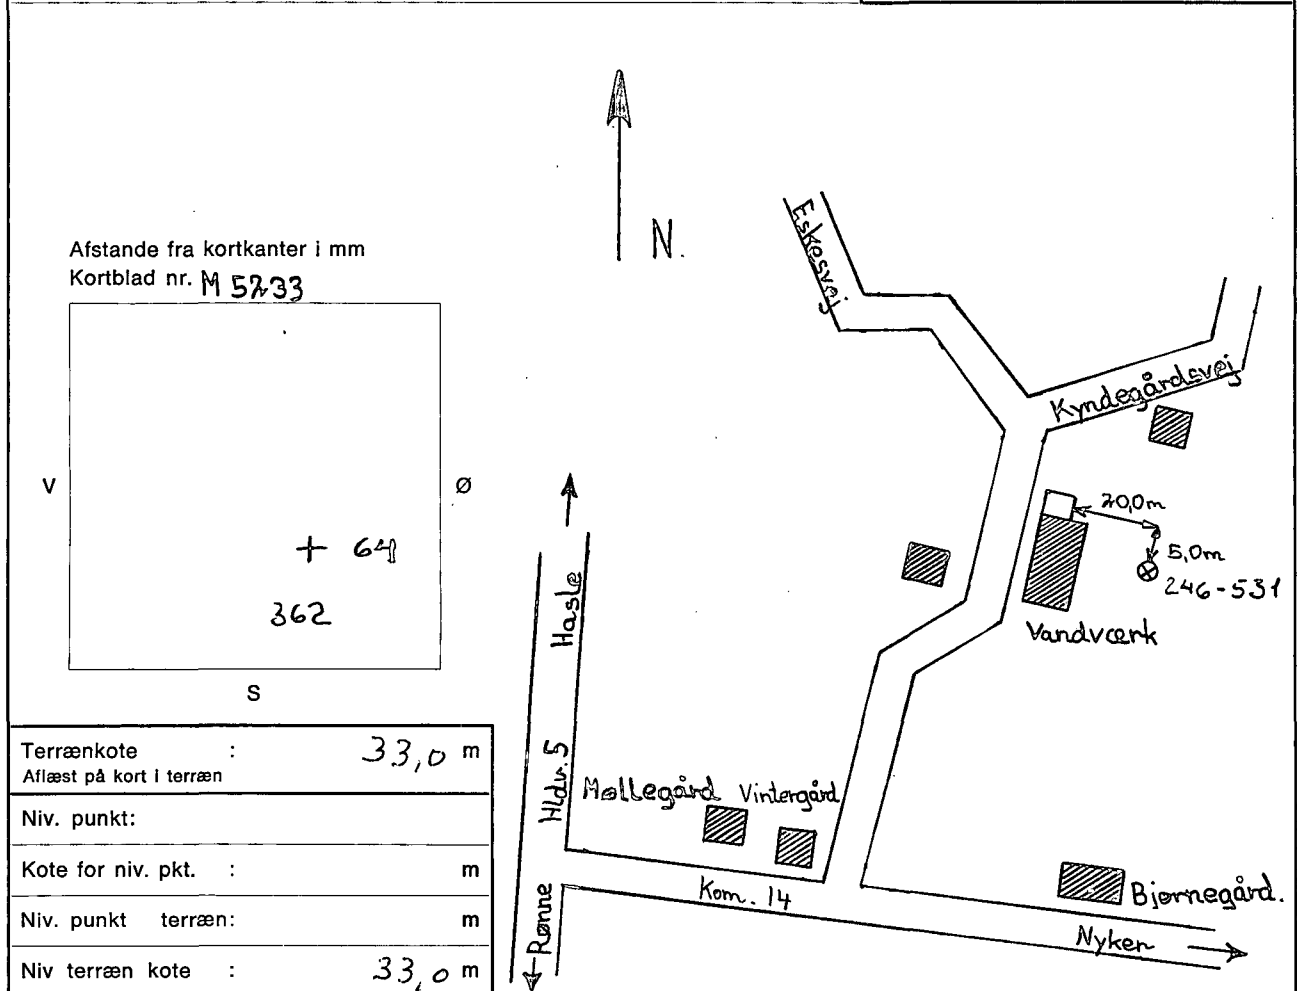 N.
Afstande fra kortkanter i mm
Kortblad nr. M 5233
V
Ø
64
362
S
Eskesvej
Kyndegårdsvej
20,0m
5,0m
246-531
Vandværk
Hasle
Hldv. 5
Møllegård Vintergård
Kom. 14
Bjørnegård.
Nyker
Rønne
Terrænkote : 33,0 m
Aflæst på kort i terræn
Niv. punkt:
Kote for niv. pkt. : m
Niv. punkt terræn: m
Niv terræn kote : 33,0 m